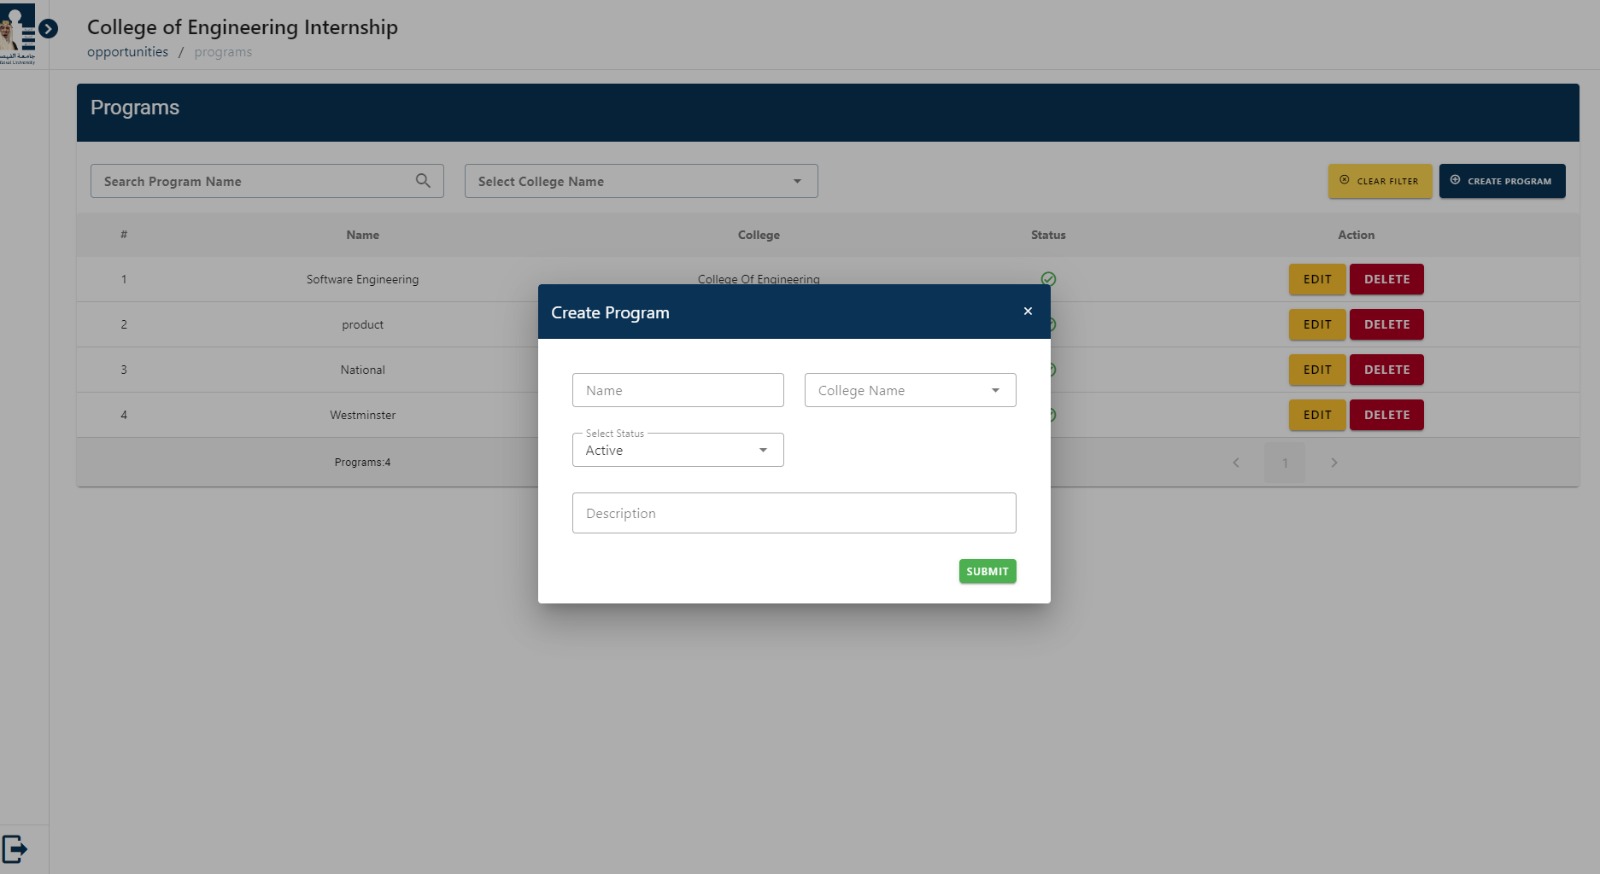 College of Engineering Internship
opportunities / programs
Programs
Search Program Name
Select College Name
CLEAR FILTER
CREATE PROGRAM
# Name College Status Action
1 Software Engineering College Of Engineering EDIT DELETE
2 product EDIT DELETE
3 National EDIT DELETE
4 Westminster EDIT DELETE
Programs:4
1
Create Program
Name
College Name
Select Status
Active
Description
SUBMIT